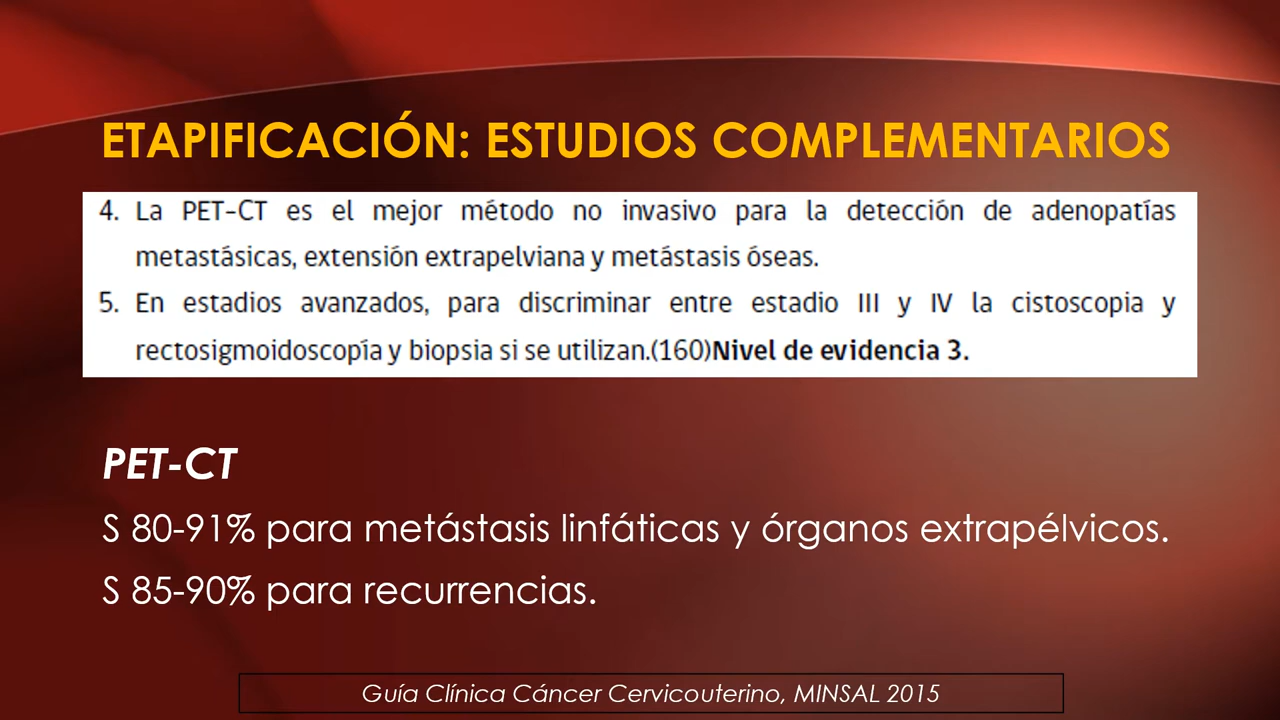 ETAPIFICACIÓN: ESTUDIOS COMPLEMENTARIOS
4. La PET-CT es el mejor método no invasivo para la detección de adenopatías
metastásicas, extensión extrapelviana y metástasis óseas.
5. En estadios avanzados, para discriminar entre estadio III y IV la cistoscopia y
rectosigmoidoscopía y biopsia si se utilizan.(160)Nivel de evidencia 3.
PET-CT
S 80-91% para metástasis linfáticas y órganos extrapélvicos.
S 85-90% para recurrencias.
Guía Clínica Cáncer Cervicouterino, MINSAL 2015